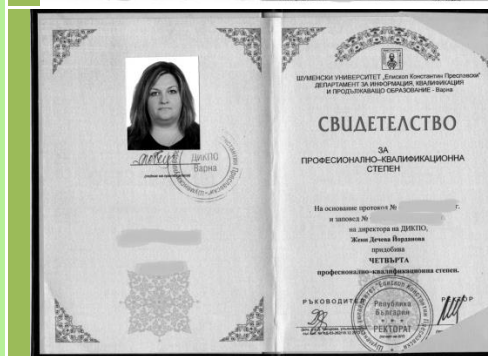 ДИКПО
Варна
ШУМЕНСКИ УНИВЕРСИТЕТ „Епископ Константин Преславски"
ДЕПАРТАМЕНТ ЗА ИНФОРМАЦИЯ, КВАЛИФИКАЦИЯ
И ПРОДЪЛЖАВАЩО ОБРАЗОВАНИЕ - Варна
СВИДЕТЕЛСТВО
ЗА
ПРОФЕСИОНАЛНО–КВАЛИФИКАЦИОННА
СТЕПЕН
На основание протокол № г.
и заповед № г.
на директора на ДИКПО,
Жени Дечева Йорданова
придобива
ЧЕТВЪРТА
професионално–квалификационна степен.
РЪКОВОДИТЕЛ
РЕКТОР
Република
България
РЕКТОРАТ